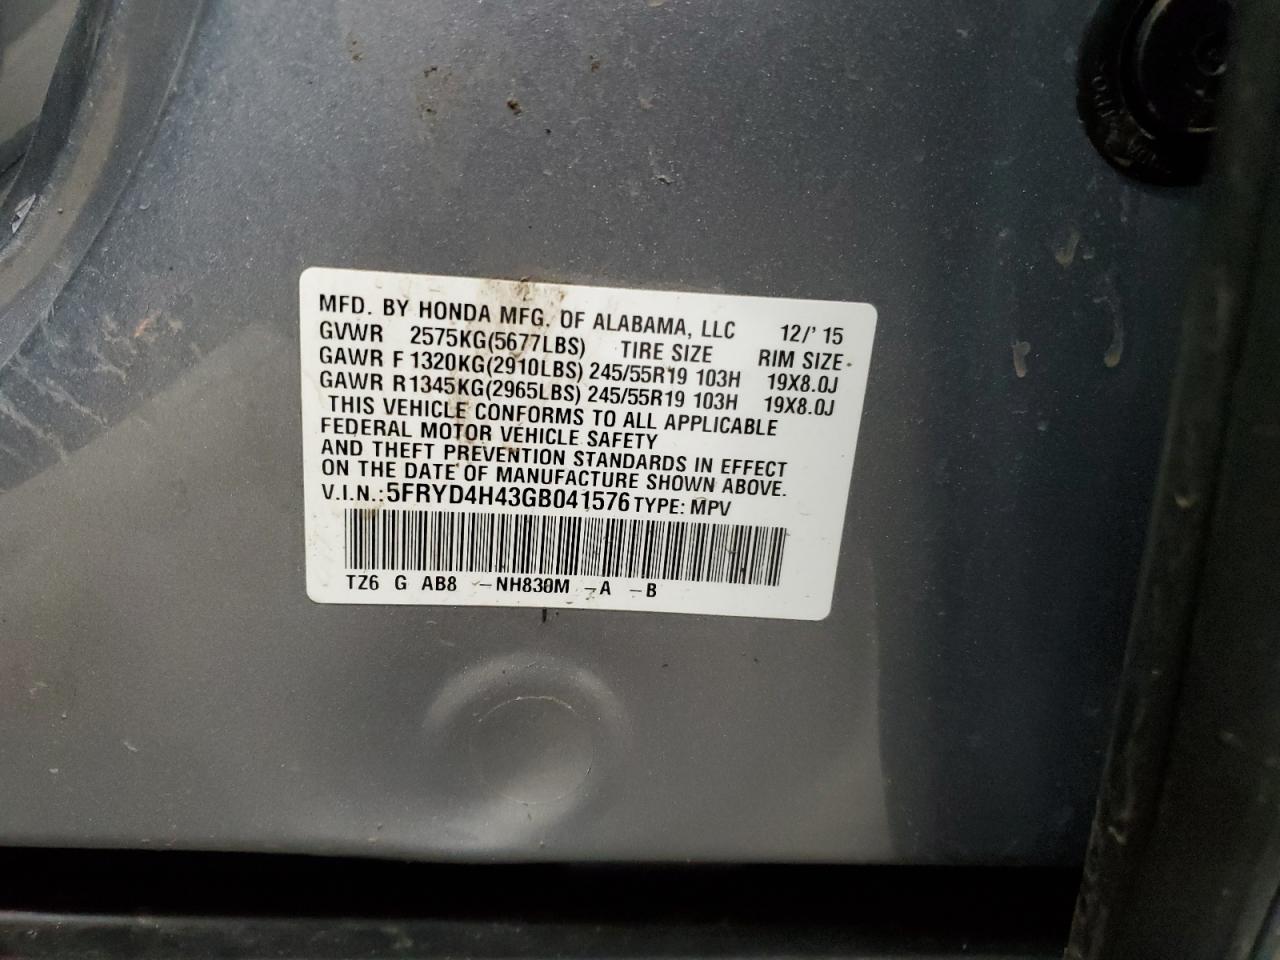 MFD. BY HONDA MFG. OF ALABAMA, LLC 12/'15
GVWR 2575KG(5677LBS) TIRE SIZE RIM SIZE
GAWR F 1320KG(2910LBS) 245/55R19 103H 19X8.0J
GAWR R1345KG(2965LBS) 245/55R19 103H 19X8.0J
THIS VEHICLE CONFORMS TO ALL APPLICABLE
FEDERAL MOTOR VEHICLE SAFETY
AND THEFT PREVENTION STANDARDS IN EFFECT
ON THE DATE OF MANUFACTURE SHOWN ABOVE.
V.I.N.: 5FRYD4H43GB041576 TYPE: MPV
TZ6 G AB8 -NH830M -A -B